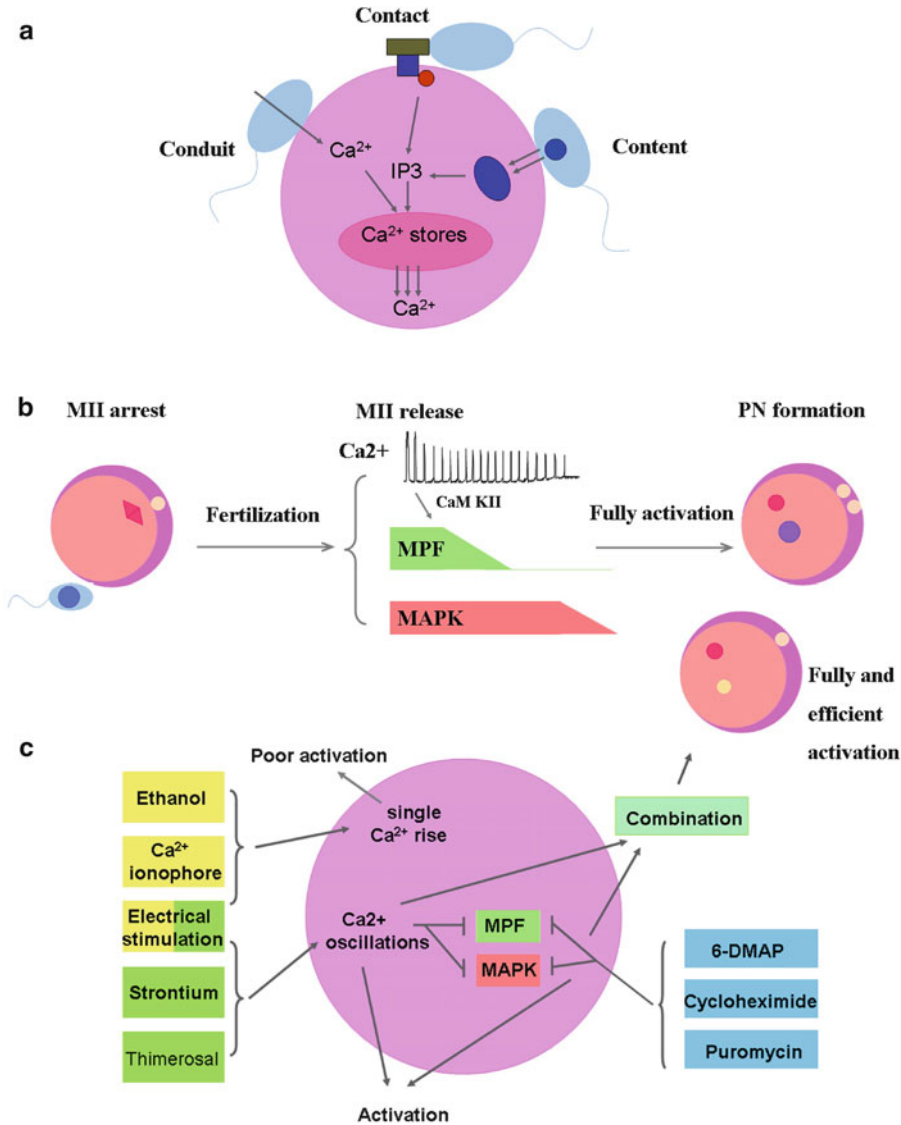 a
Contact
Conduit
Content
Ca²⁺
IP3
Ca²⁺ stores
Ca²⁺
b
MII arrest
MII release
PN formation
Ca2+
CaM KII
Fertilization
Fully activation
MPF
MAPK
Fully and
efficient
activation
c
Poor activation
Ethanol
single
Ca²⁺ rise
Combination
Ca²⁺
ionophore
Electrical
stimulation
Ca2+
oscillations
MPF
MAPK
6-DMAP
Strontium
Cycloheximide
Thimerosal
Puromycin
Activation